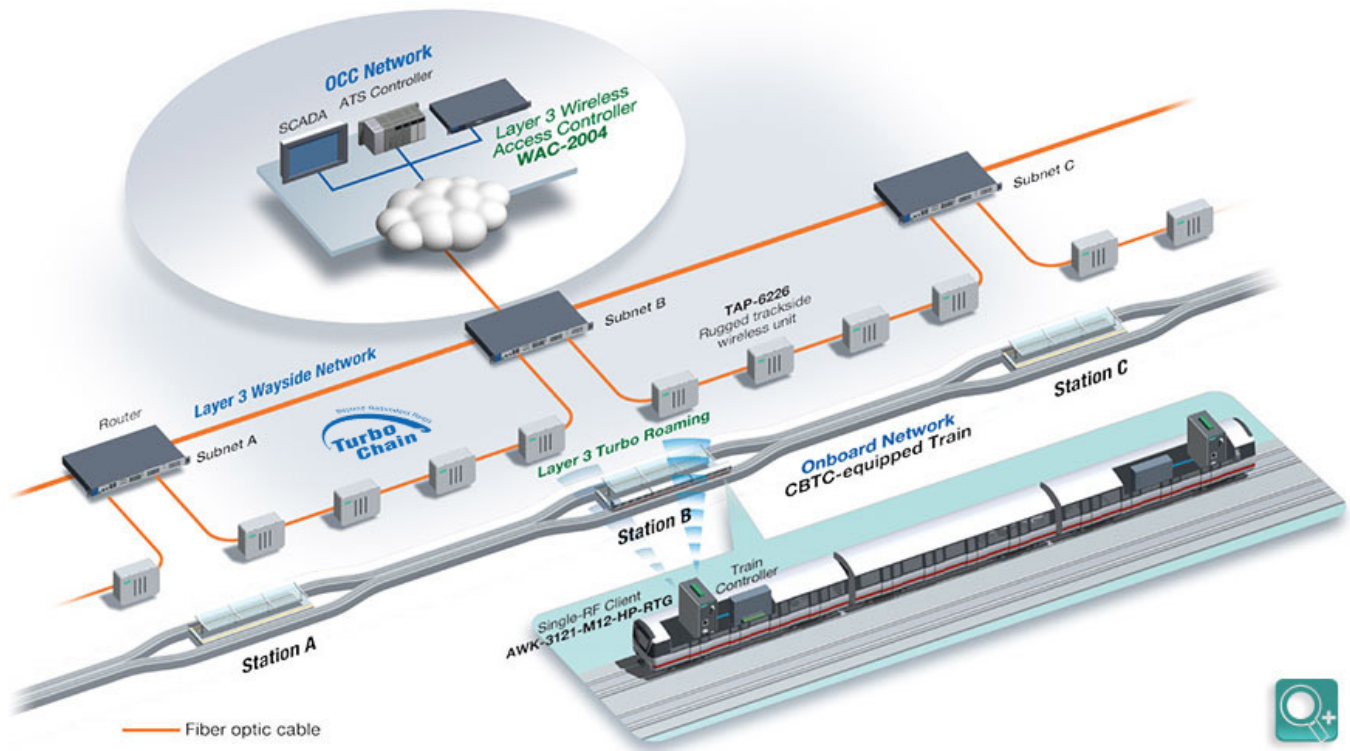 OCC Network
ATS Controller
SCADA
Layer 3 Wireless
Access Controller
WAC-2004
Subnet C
Subnet B
TAP-6226
Rugged trackside
wireless unit
Layer 3 Wayside Network
Router
Subnet A
Turbo
Chain
Layer 3 Turbo Roaming
Station C
Onboard Network
CBTC-equipped Train
Station B
Train
Controller
Single-RF Client
AWK-3121-M12-HP-RTG
Station A
Fiber optic cable